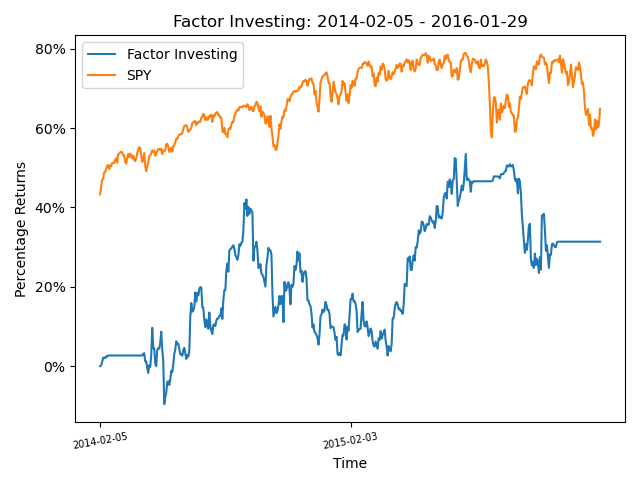 Factor Investing: 2014-02-05 - 2016-01-29
Factor Investing
SPY
80%
60%
40%
20%
0%
Percentage Returns
2014-02-05
2015-02-03
Time